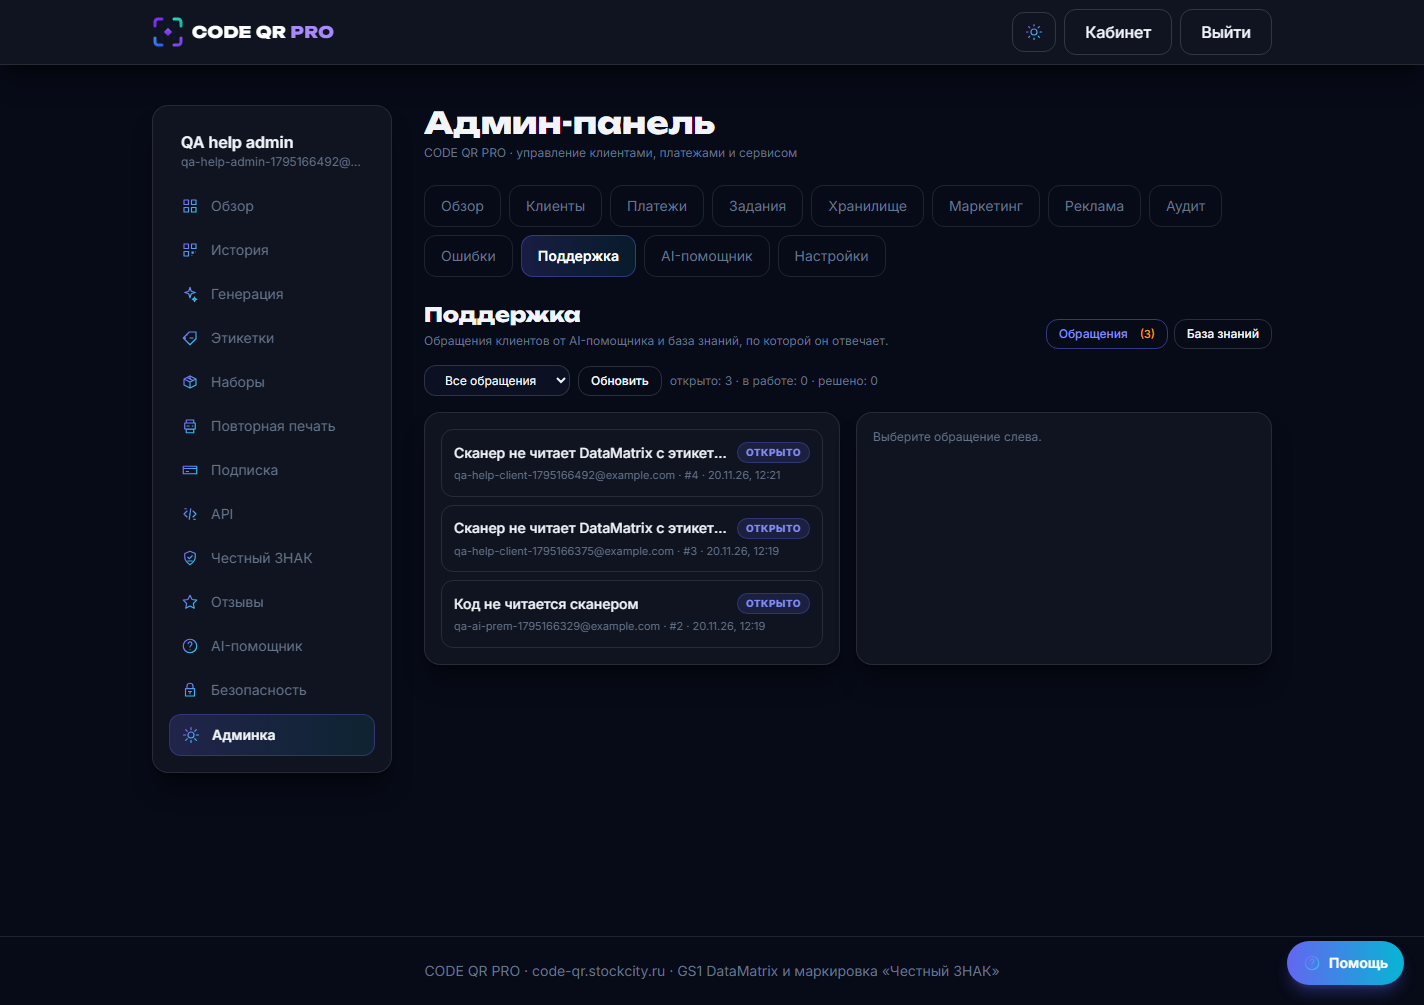 CODE QR PRO
Кабинет
Выйти
QA help admin
qa-help-admin-1795166492@...
Обзор
История
Генерация
Этикетки
Наборы
Повторная печать
Подписка
API
Честный ЗНАК
Отзывы
AI-помощник
Безопасность
Админка
Админ-панель
CODE QR PRO · управление клиентами, платежами и сервисом
Обзор
Клиенты
Платежи
Задания
Хранилище
Маркетинг
Реклама
Аудит
Ошибки
Поддержка
AI-помощник
Настройки
Поддержка
Обращения клиентов от AI-помощника и база знаний, по которой он отвечает.
Обращения (3)
База знаний
Все обращения
Обновить
открыто: 3 · в работе: 0 · решено: 0
Сканер не читает DataMatrix с этикет... ОТКРЫТО
qa-help-client-1795166492@example.com · #4 · 20.11.26, 12:21
Сканер не читает DataMatrix с этикет... ОТКРЫТО
qa-help-client-1795166375@example.com · #3 · 20.11.26, 12:19
Код не читается сканером ОТКРЫТО
qa-ai-prem-1795166329@example.com · #2 · 20.11.26, 12:19
Выберите обращение слева.
CODE QR PRO · code-qr.stockcity.ru · GS1 DataMatrix и маркировка «Честный ЗНАК»
Помощь